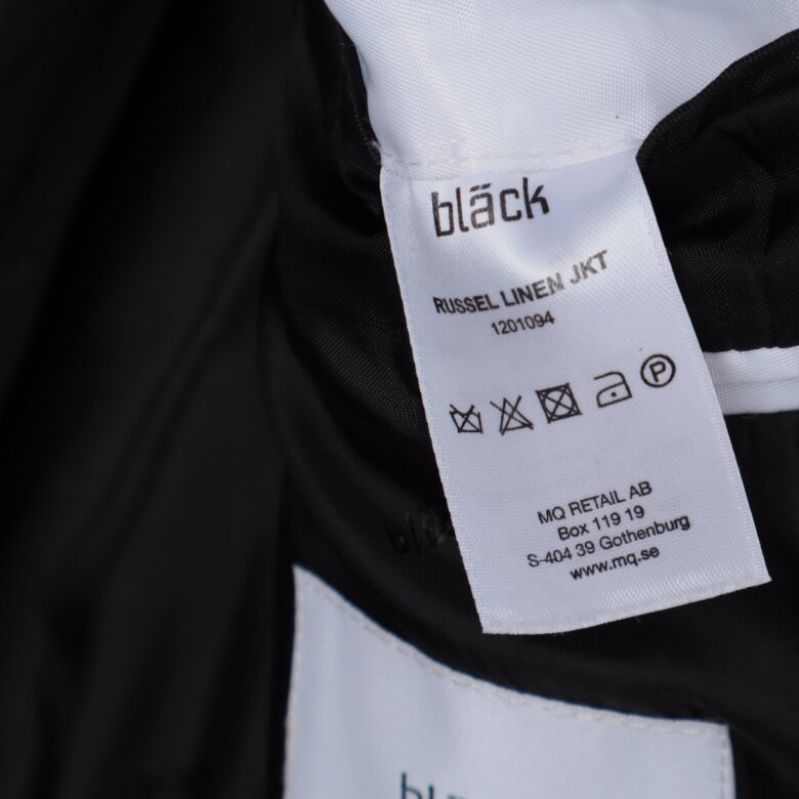 bläck
RUSSEL LINEN JKT
1201094
P
MQ RETAIL AB
Box 119 19
S-404 39 Gothenburg
www.mq.se